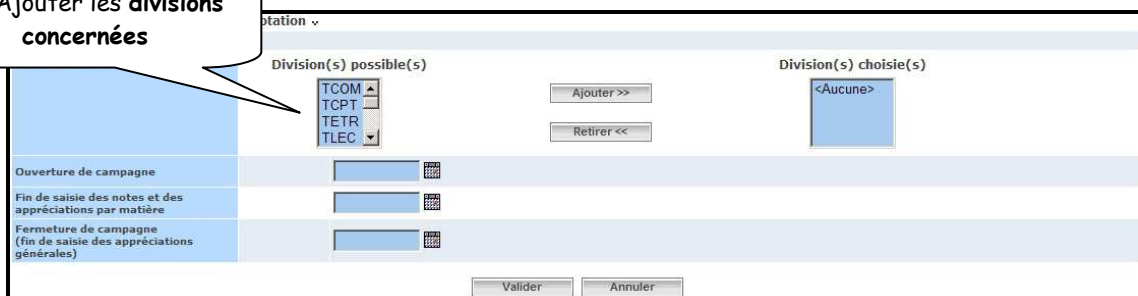 Ajouter les divisions
concernées
Division(s) possible(s)
Division(s) choisie(s)
TCOM
TCPT
TETR
TLEC
Ajouter >>
Retirer <<
<Aucune>
Ouverture de campagne
Fin de saisie des notes et des
appréciations par matière
Fermeture de campagne
(fin de saisie des appréciations
générales)
Valider
Annuler